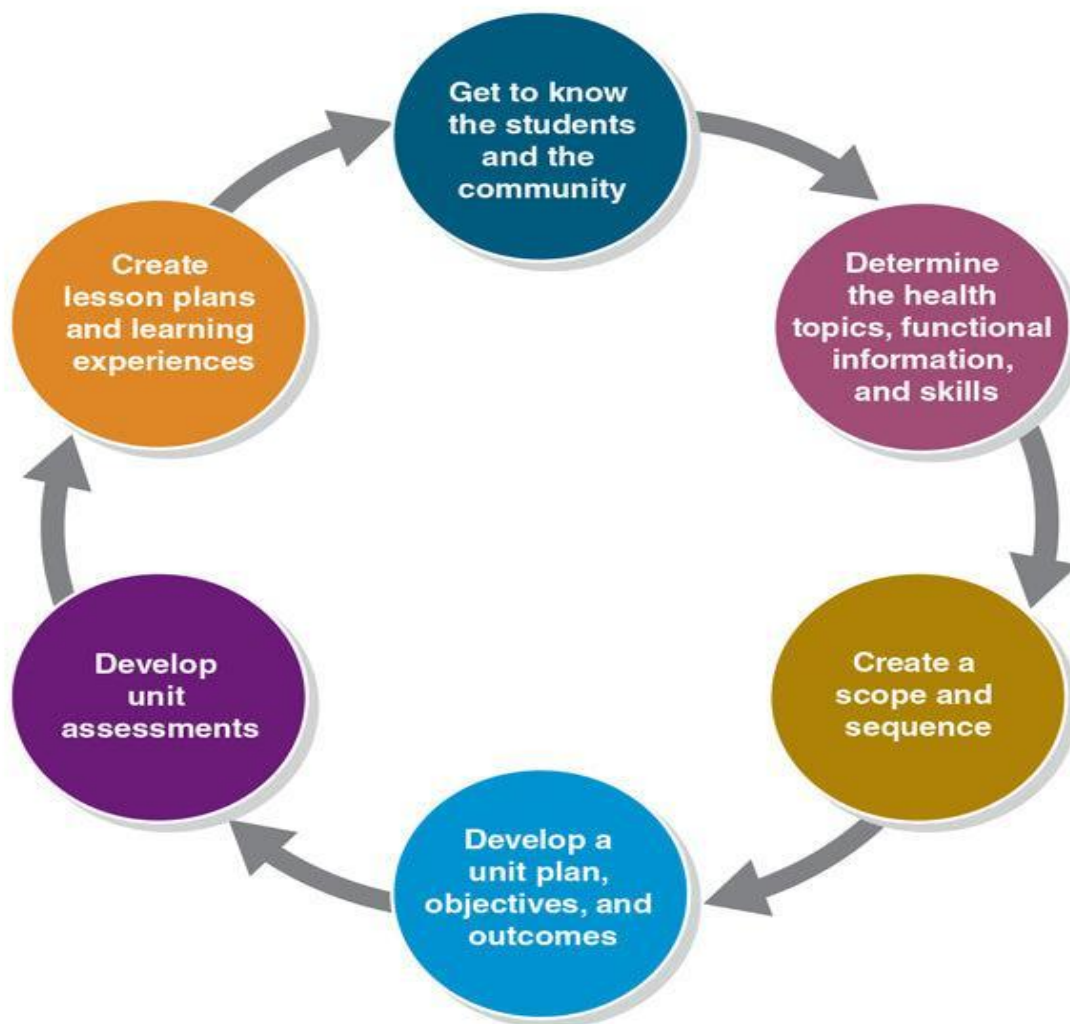 Get to know
the students
and the
community
Determine
the health
topics, functional
information,
and skills
Create a
scope and
sequence
Develop a
unit plan,
objectives, and
outcomes
Develop
unit
assessments
Create
lesson plans
and learning
experiences